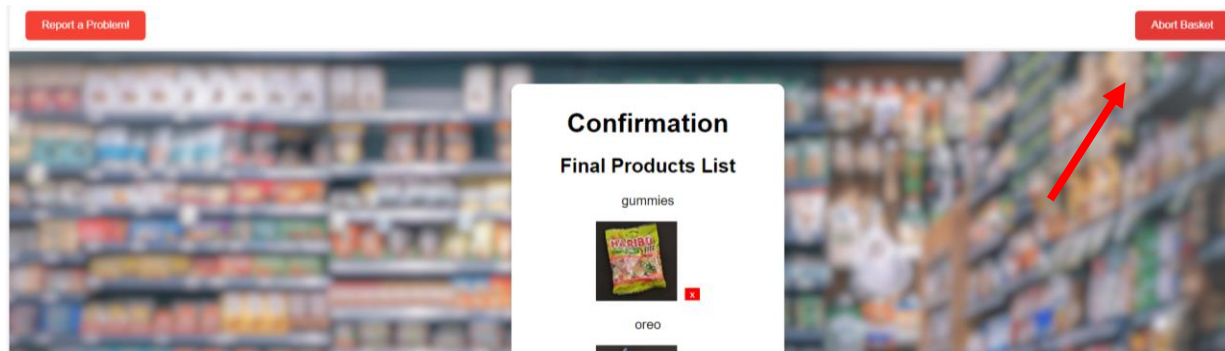 Report a Problem!
Abort Basket
Confirmation
Final Products List
gummies
HARIBO
x
oreo